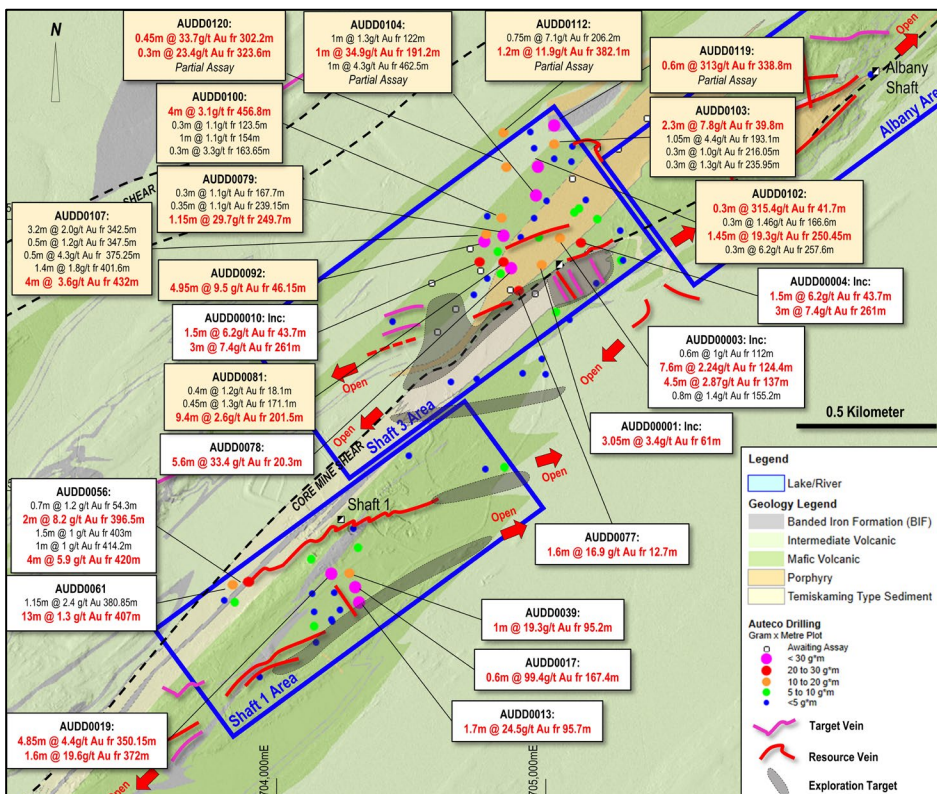 N
AUDD0120:
0.45m @ 33.7g/t Au fr 302.2m
0.3m @ 23.4g/t Au fr 323.6m
Partial Assay
AUDD0104:
1m @ 1.3g/t Au fr 122m
1m @ 34.9g/t Au fr 191.2m
1m @ 4.3g/t Au fr 462.5m
Partial Assay
AUDD0112:
0.75m @ 7.1g/t Au fr 206.2m
1.2m @ 11.9g/t Au fr 382.1m
Partial Assay
AUDD0119:
0.6m @ 313g/t Au fr 338.8m
Partial Assay
Open
Albany
Shaft
Albany Area
AUDD0100:
4m @ 3.1g/t Au fr 456.8m
0.3m @ 1.1g/t Au fr 123.5m
1m @ 1.1g/t Au fr 154m
0.3m @ 3.3g/t Au fr 163.65m
AUDD0103:
2.3m @ 7.8g/t Au fr 39.8m
1.05m @ 4.4g/t Au fr 193.1m
0.3m @ 1.0g/t Au fr 216.05m
0.3m @ 1.3g/t Au fr 235.95m
SHEAR
AUDD0079:
0.3m @ 1.1g/t Au fr 167.7m
0.35m @ 1.1g/t Au fr 239.15m
1.15m @ 29.7g/t fr 249.7m
AUDD0102:
0.3m @ 315.4g/t Au fr 41.7m
0.3m @ 1.46g/t Au fr 166.6m
1.45m @ 19.3g/t Au fr 250.45m
0.3m @ 6.2g/t Au fr 257.6m
AUDD0107:
3.2m @ 2.0g/t Au fr 342.5m
0.5m @ 1.2g/t Au fr 347.5m
0.5m @ 4.3g/t Au fr 375.25m
1.4m @ 1.8g/t Au fr 401.6m
4m @ 3.6g/t Au fr 432m
Open
AUDD0092:
4.95m @ 9.5 g/t Au fr 46.15m
AUDD00004: Inc:
1.5m @ 6.2g/t Au fr 43.7m
3m @ 7.4g/t Au fr 261m
AUDD00010: Inc:
1.5m @ 6.2g/t Au fr 43.7m
3m @ 7.4g/t Au fr 261m
AUDD00003: Inc:
0.6m @ 1g/t Au fr 112m
7.6m @ 2.24g/t Au fr 124.4m
4.5m @ 2.87g/t Au fr 137m
0.8m @ 1.4g/t Au fr 155.2m
Open
Open
AUDD0081:
0.4m @ 1.2g/t Au fr 18.1m
0.45m @ 1.3g/t Au fr 171.1m
9.4m @ 2.6g/t Au fr 201.5m
Open
Shaft 3 Area
AUDD00001: Inc:
3.05m @ 3.4g/t Au fr 61m
0.5 Kilometer
AUDD0078:
5.6m @ 33.4 g/t Au fr 20.3m
CORE MINE SHEAR
Open
Open
Shaft 1
AUDD0056:
0.7m @ 1.2 g/t Au fr 54.3m
2m @ 8.2 g/t Au fr 396.5m
1.5m @ 1 g/t Au fr 403m
1m @ 1 g/t Au fr 414.2m
4m @ 5.9 g/t Au fr 420m
AUDD0077:
1.6m @ 16.9 g/t Au fr 12.7m
AUDD0061
1.15m @ 2.4 g/t Au 380.85m
13m @ 1.3 g/t Au fr 407m
AUDD0039:
1m @ 19.3g/t Au fr 95.2m
AUDD0017:
0.6m @ 99.4g/t Au fr 167.4m
Shaft 1 Area
AUDD0013:
1.7m @ 24.5g/t Au fr 95.7m
AUDD0019:
4.85m @ 4.4g/t Au fr 350.15m
1.6m @ 19.6g/t Au fr 372m
Open
704,000mE
705,000mE
Legend
Lake/River
Geology Legend
Banded Iron Formation (BIF)
Intermediate Volcanic
Mafic Volcanic
Porphyry
Temiskaming Type Sediment
Auteco Drilling
Gram x Metre Plot
Awaiting Assay
< 30 g*m
20 to 30 g*m
10 to 20 g*m
5 to 10 g*m
<5 g*m
Target Vein
Resource Vein
Exploration Target